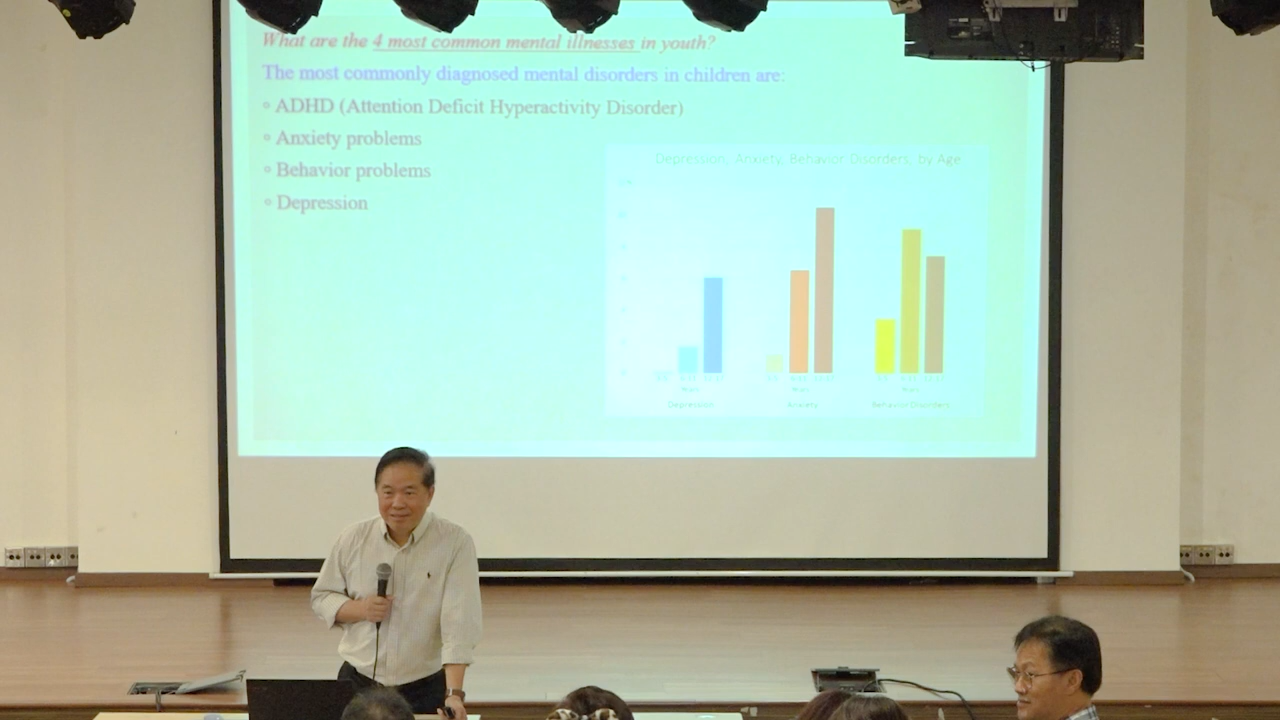 What are the 4 most common mental illnesses in youth?
The most commonly diagnosed mental disorders in children are:
° ADHD (Attention Deficit Hyperactivity Disorder)
° Anxiety problems
° Behavior problems
° Depression
Depression, Anxiety, Behavior Disorders, by Age
Depression
Anxiety
Behavior Disorders